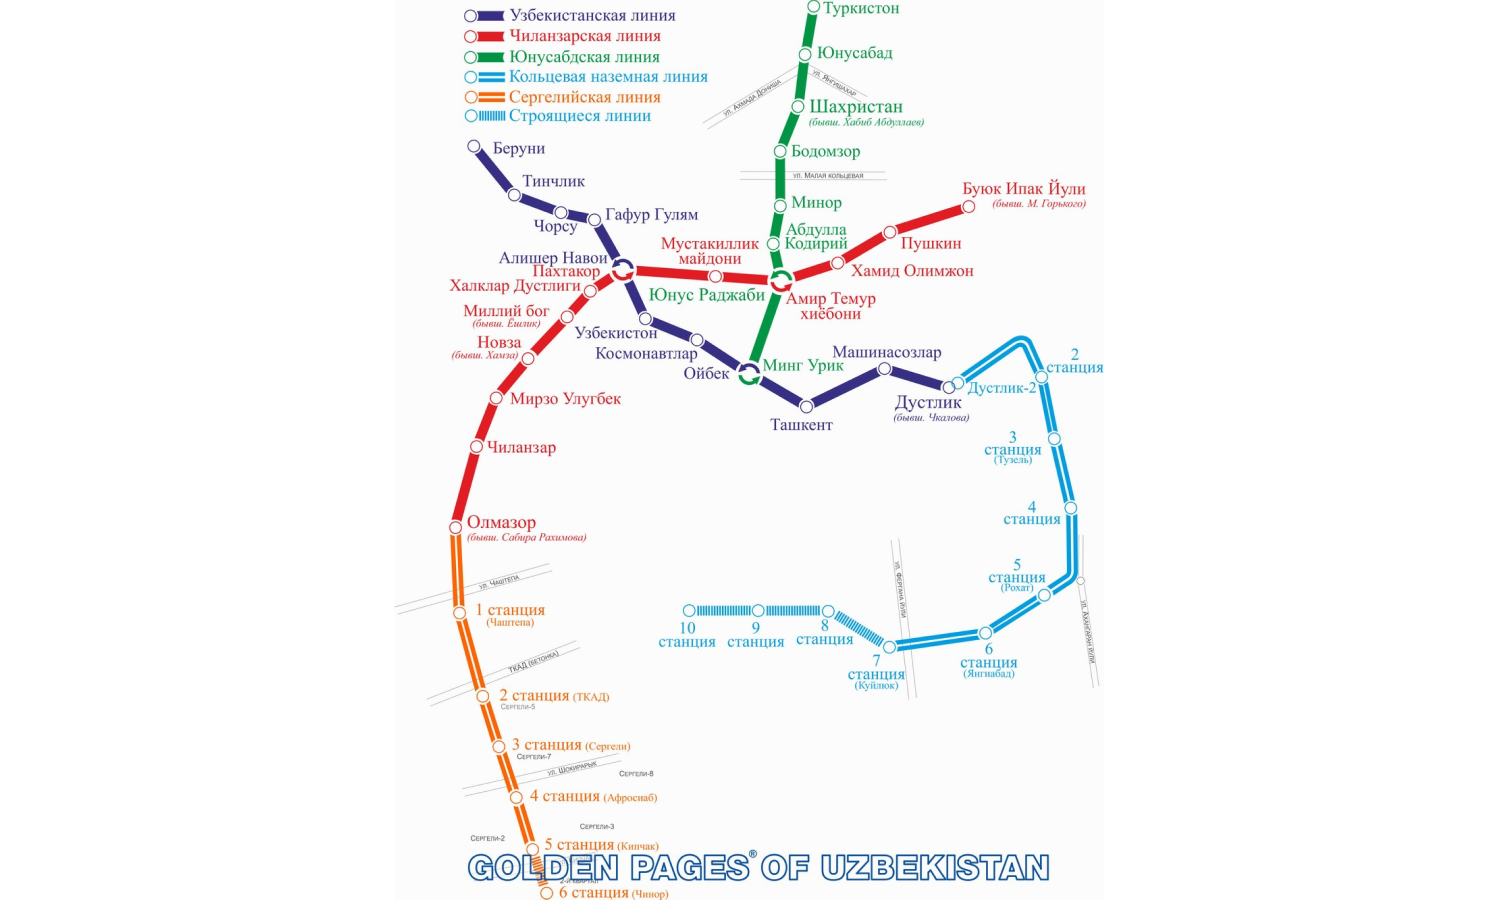 Узбекистанская линия
Чиланзарская линия
Юнусабдская линия
Кольцевая наземная линия
Сергелийская линия
Строящиеся линии
Туркистон
Юнусабад
ул. Ахмада Дониша
ул. Янгишахар
Шахристан
(бывш. Хабиб Абдуллаев)
Бодомзор
ул. Малая кольцевая
Минор
Абдулла
Кодирий
Беруни
Тинчлик
Чорсу
Гафур Гулям
Алишер Навои
Пахтакор
Мустакиллик
майдони
Буюк Ипак Йули
(бывш. М. Горького)
Пушкин
Хамид Олимжон
Халклар Дустлиги
Юнус Раджаби
Амир Темур
хиёбони
Миллий бог
(бывш. Ёшлик)
Новза
(бывш. Хамза)
Узбекистон
Космонавтлар
Ойбек
Минг Урик
Машинасозлар
Дустлик
(бывш. Чкалова)
Ташкент
Дустлик-2
2
станция
Мирзо Улугбек
Чиланзар
3
станция
(Тузель)
4
станция
Олмазор
(бывш. Сабира Рахимова)
5
станция
(Рохат)
ул. Чаштепа
ул. Фергана йули
ул. Ахангаран йули
1 станция
(Чаштепа)
10
станция
9
станция
8
станция
7
станция
(Куйлюк)
6
станция
(Янгиабад)
ТКАД (бетонка)
2 станция (ТКАД)
Сергели-5
3 станция (Сергели)
Сергели-7
ул. Шокирарык
Сергели-8
4 станция (Афросиаб)
Сергели-3
Сергели-2
5 станция (Кипчак)
GOLDEN PAGES® OF UZBEKISTAN
6 станция (Чинор)